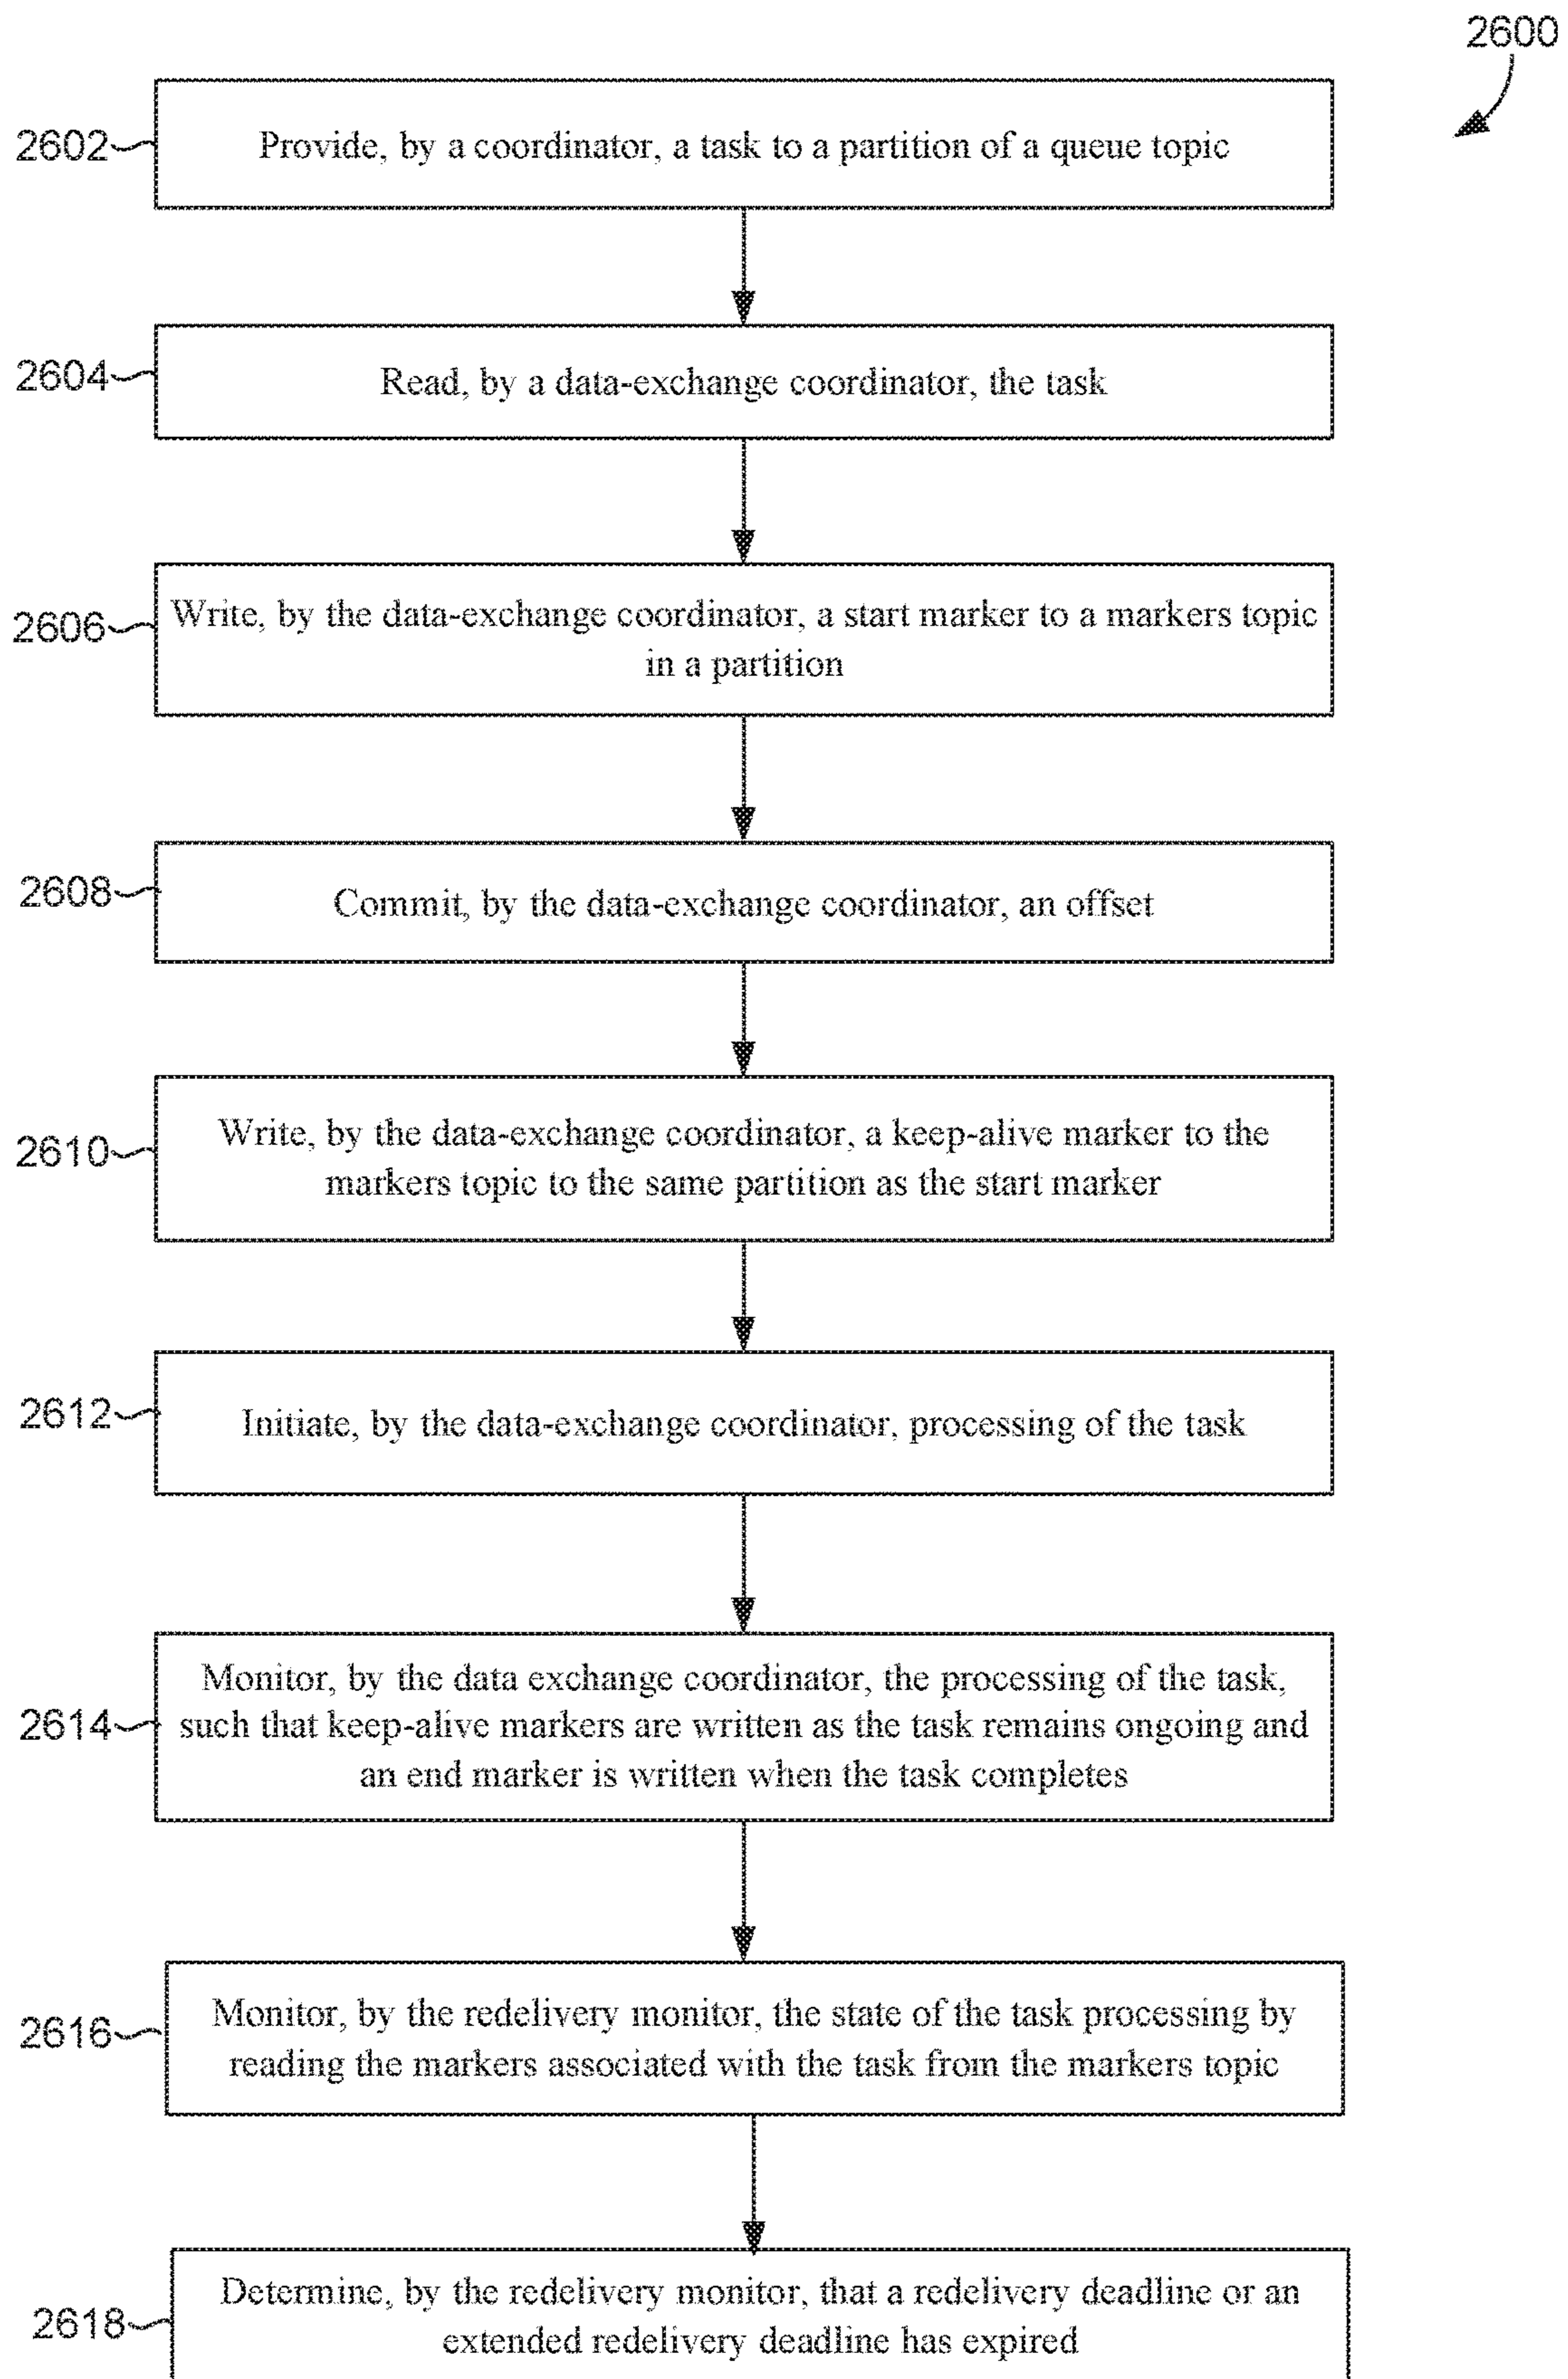 2600
2602
Provide, by a coordinator, a task to a partition of a queue topic
2604
Read, by a data-exchange coordinator, the task
2606
Write, by the data-exchange coordinator, a start marker to a markers topic
in a partition
2608
Commit, by the data-exchange coordinator, an offset
2610
Write, by the data-exchange coordinator, a keep-alive marker to the
markers topic to the same partition as the start marker
2612
Initiate, by the data-exchange coordinator, processing of the task
2614
Monitor, by the data exchange coordinator, the processing of the task,
such that keep-alive markers are written as the task remains ongoing and
an end marker is written when the task completes
2616
Monitor, by the redelivery monitor, the state of the task processing by
reading the markers associated with the task from the markers topic
2618
Determine, by the redelivery monitor, that a redelivery deadline or an
extended redelivery deadline has expired